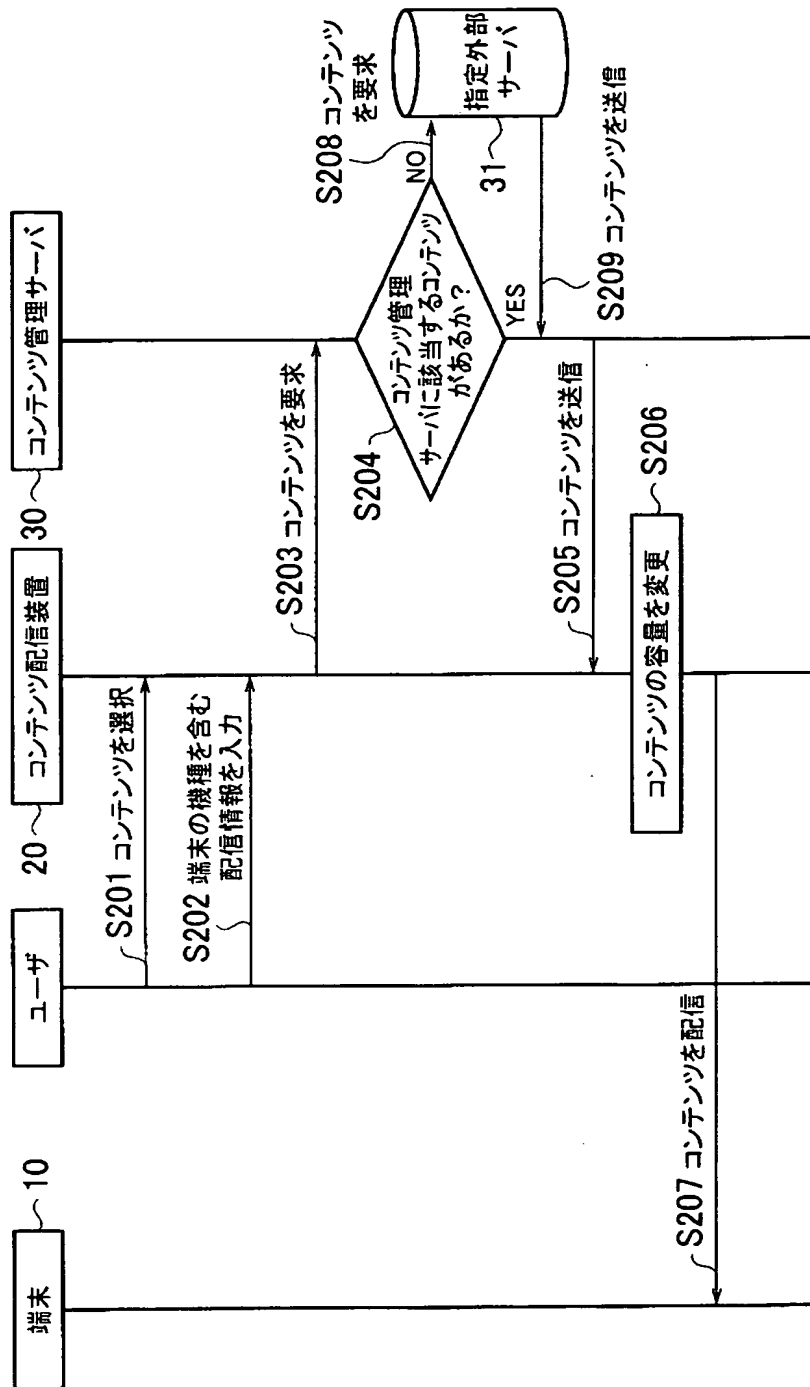 端末
10
ユーザ
コンテンツ配信装置
20
コンテンツ管理サーバ
30
S201 コンテンツを選択
S202 端末の機種を含む
配信情報を入力
S203 コンテンツを要求
S204
コンテンツ管理
サーバに該当するコンテンツ
があるか？
NO
S208 コンテンツ
を要求
指定外部
サーバ
31
YES
S209 コンテンツを送信
S205 コンテンツを送信
コンテンツの容量を変更
S206
S207 コンテンツを配信